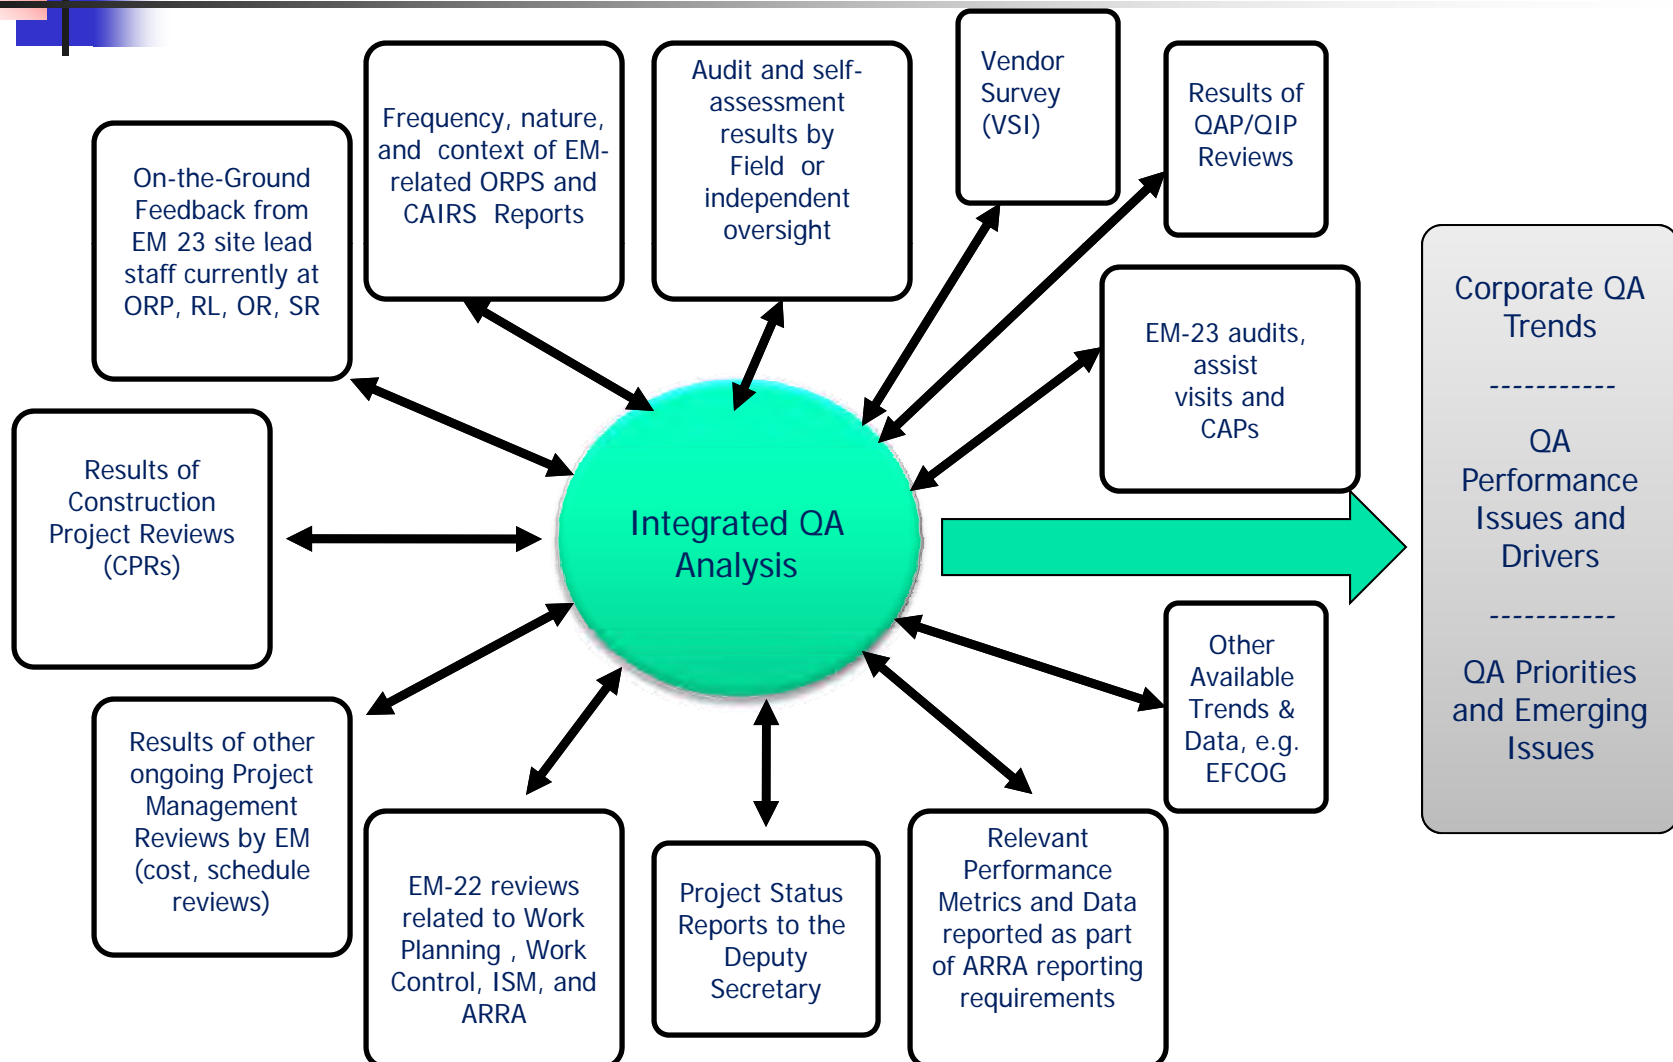 On-the-Ground
Feedback from
EM 23 site lead
staff currently at
ORP, RL, OR, SR
Frequency, nature,
and context of EM-
related ORPS and
CAIRS Reports
Audit and self-
assessment
results by
Field or
independent
oversight
Vendor
Survey
(VSI)
Results of
QAP/QIP
Reviews
EM-23 audits,
assist
visits and
CAPs
Results of
Construction
Project Reviews
(CPRs)
Integrated QA
Analysis
Corporate QA
Trends
-----------
QA
Performance
Issues and
Drivers
-----------
QA Priorities
and Emerging
Issues
Results of other
ongoing Project
Management
Reviews by EM
(cost, schedule
reviews)
EM-22 reviews
related to Work
Planning , Work
Control, ISM, and
ARRA
Project Status
Reports to the
Deputy
Secretary
Relevant
Performance
Metrics and Data
reported as part
of ARRA reporting
requirements
Other
Available
Trends &
Data, e.g.
EFCOG